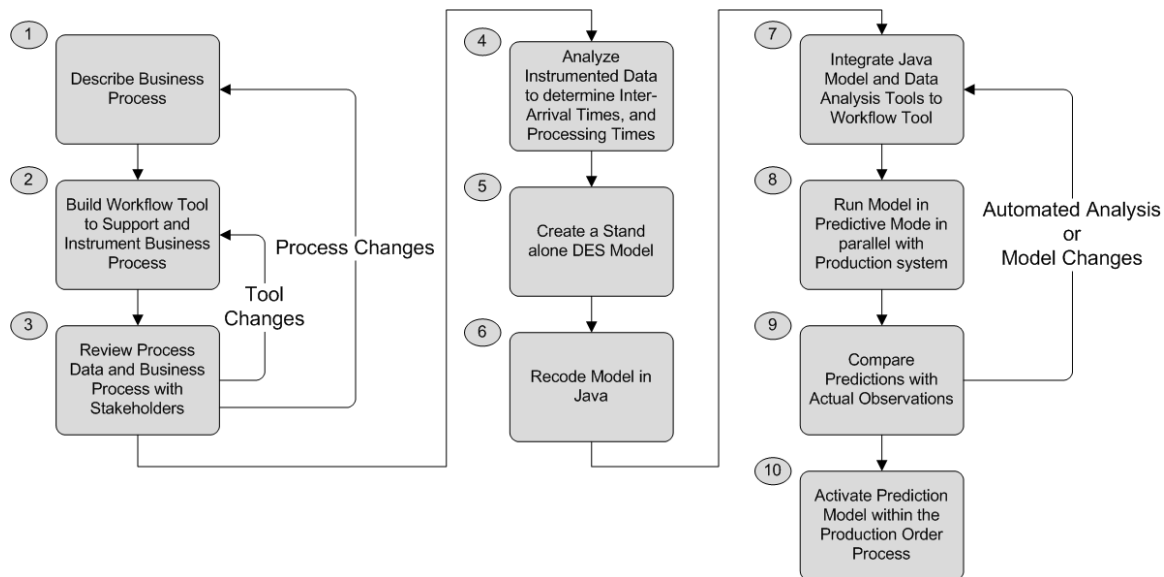 1
Describe Business
Process
2
Build Workflow Tool
to Support and
Instrument Business
Process
3
Review Process
Data and Business
Process with
Stakeholders
Tool
Changes
Process Changes
4
Analyze
Instrumented Data
to determine Inter-
Arrival Times, and
Processing Times
5
Create a Stand
alone DES Model
6
Recode Model in
Java
7
Integrate Java
Model and Data
Analysis Tools to
Workflow Tool
8
Run Model in
Predictive Mode in
parallel with
Production system
9
Compare
Predictions with
Actual Observations
Automated Analysis
or
Model Changes
10
Activate Prediction
Model within the
Production Order
Process